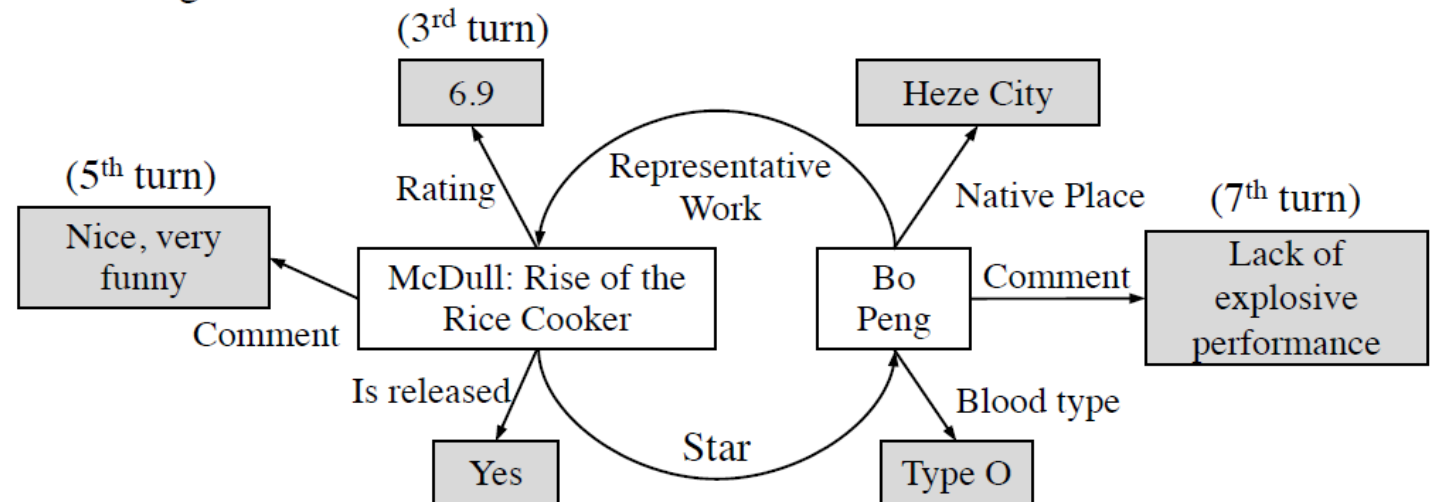 (3rd turn)
6.9
Heze City
Representative
Work
Rating
Native Place
(5th turn)
(7th turn)
Nice, very
funny
McDull: Rise of the
Rice Cooker
Bo
Peng
Comment
Lack of
explosive
performance
Comment
Is released
Blood type
Star
Yes
Type O